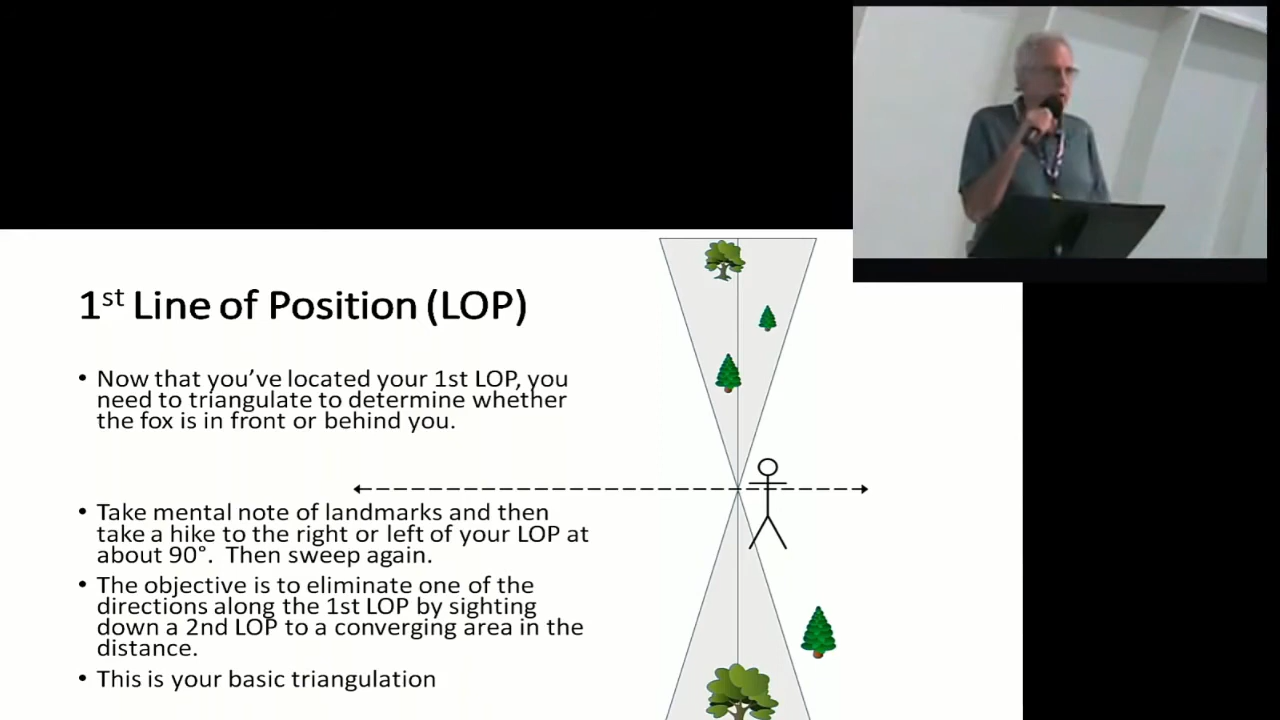 1st Line of Position (LOP)
• Now that you've located your 1st LOP, you
need to triangulate to determine whether
the fox is in front or behind you.
• Take mental note of landmarks and then
take a hike to the right or left of your LOP at
about 90°. Then sweep again.
• The objective is to eliminate one of the
directions along the 1st LOP by sighting
down a 2nd LOP to a converging area in the
distance.
• This is your basic triangulation